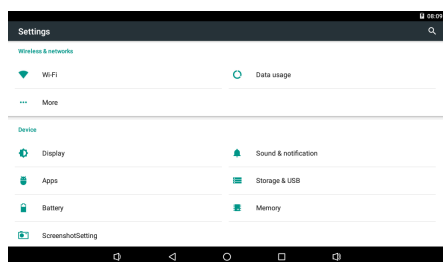 08:09
Settings
Wireless & networks
Wi-Fi
Data usage
More
Device
Display
Sound & notification
Apps
Storage & USB
Battery
Memory
ScreenshotSetting